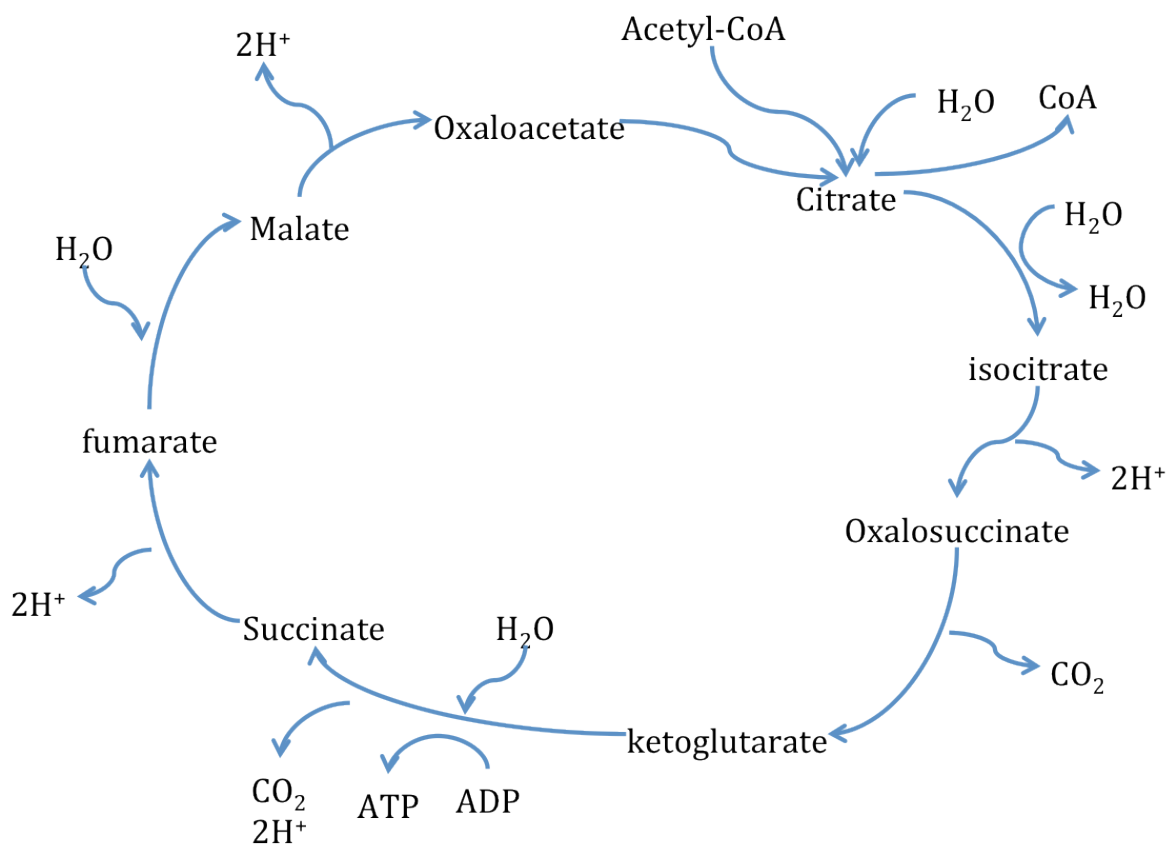 Acetyl-CoA
2H⁺
H₂O
CoA
Oxaloacetate
Citrate
H₂O
Malate
H₂O
H₂O
isocitrate
fumarate
2H⁺
Oxalosuccinate
2H⁺
Succinate
H₂O
CO₂
ketoglutarate
CO₂
2H⁺
ATP
ADP